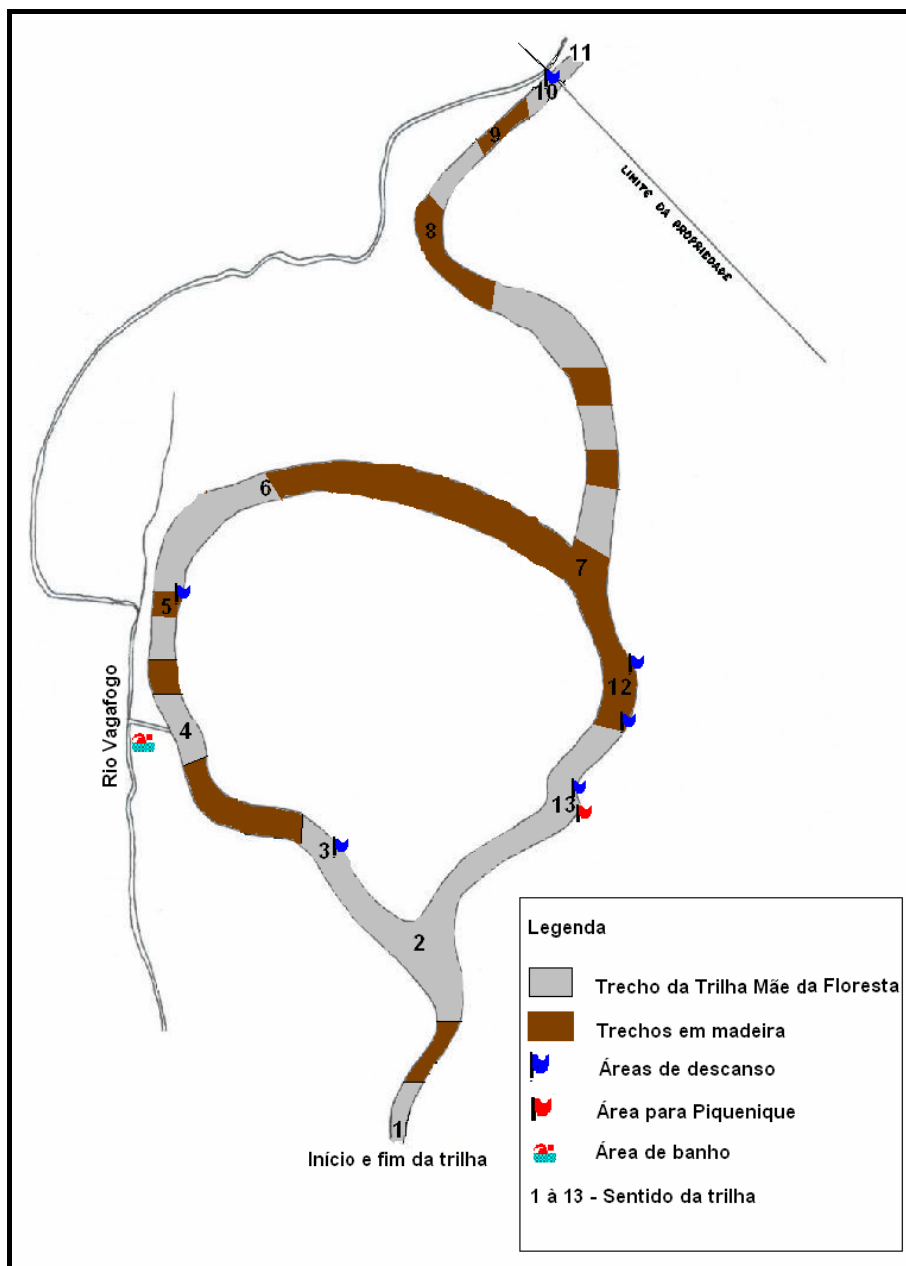 11
10
9
LIMITE DA PROPRIEDADE
8
6
7
5
12
4
Rio Vagafogo
13
3
2
1
Início e fim da trilha
Legenda
Trecho da Trilha Mãe da Floresta
Trechos em madeira
Áreas de descanso
Área para Piquenique
Área de banho
1 à 13 - Sentido da trilha